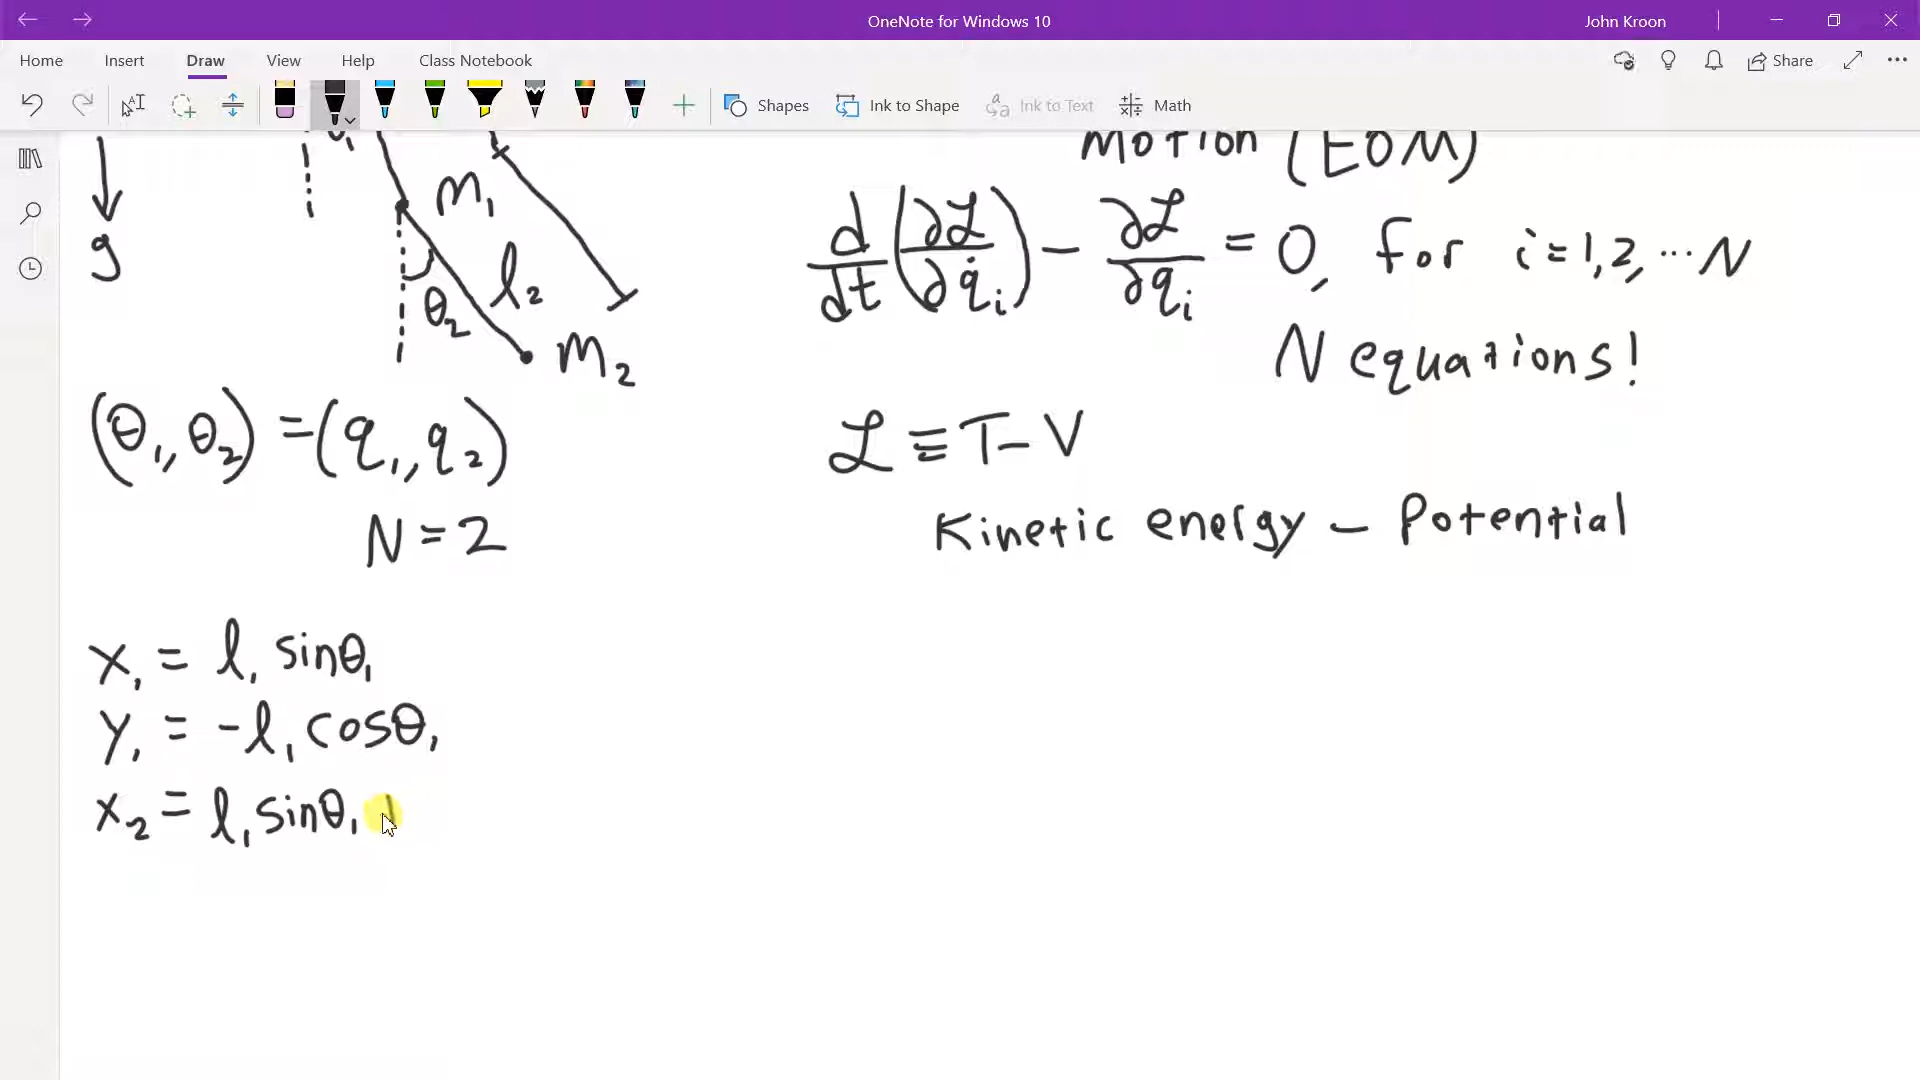 OneNote for Windows 10
John Kroon
Home Insert Draw View Help Class Notebook
Share
Shapes Ink to Shape Ink to Text Math
g
θ₁
m₁
l₂
θ₂
m₂
(θ₁, θ₂) = (q₁, q₂)
N = 2
x₁ = l₁ sinθ₁
y₁ = -l₁ cosθ₁
x₂ = l₁ sinθ₁
Motion (EOM)
d/dt (∂ℒ/∂q̇ᵢ) - ∂ℒ/∂qᵢ = 0, for i=1,2,...N
N equations!
ℒ ≡ T - V
Kinetic energy - Potential